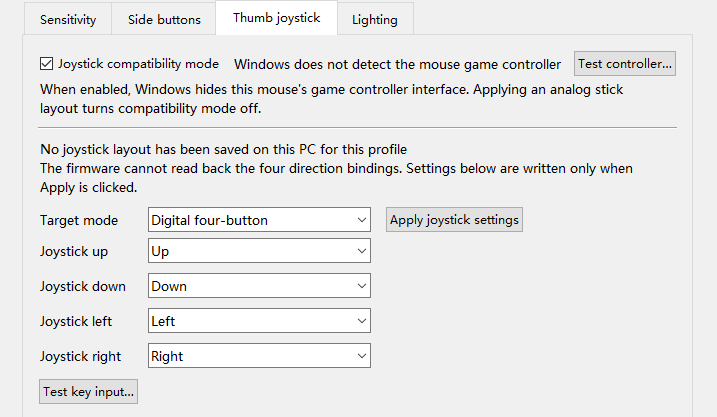 Sensitivity
Side buttons
Thumb joystick
Lighting
Joystick compatibility mode
Windows does not detect the mouse game controller
Test controller...
When enabled, Windows hides this mouse's game controller interface. Applying an analog stick
layout turns compatibility mode off.
No joystick layout has been saved on this PC for this profile
The firmware cannot read back the four direction bindings. Settings below are written only when
Apply is clicked.
Target mode
Digital four-button
Apply joystick settings
Joystick up
Up
Joystick down
Down
Joystick left
Left
Joystick right
Right
Test key input...